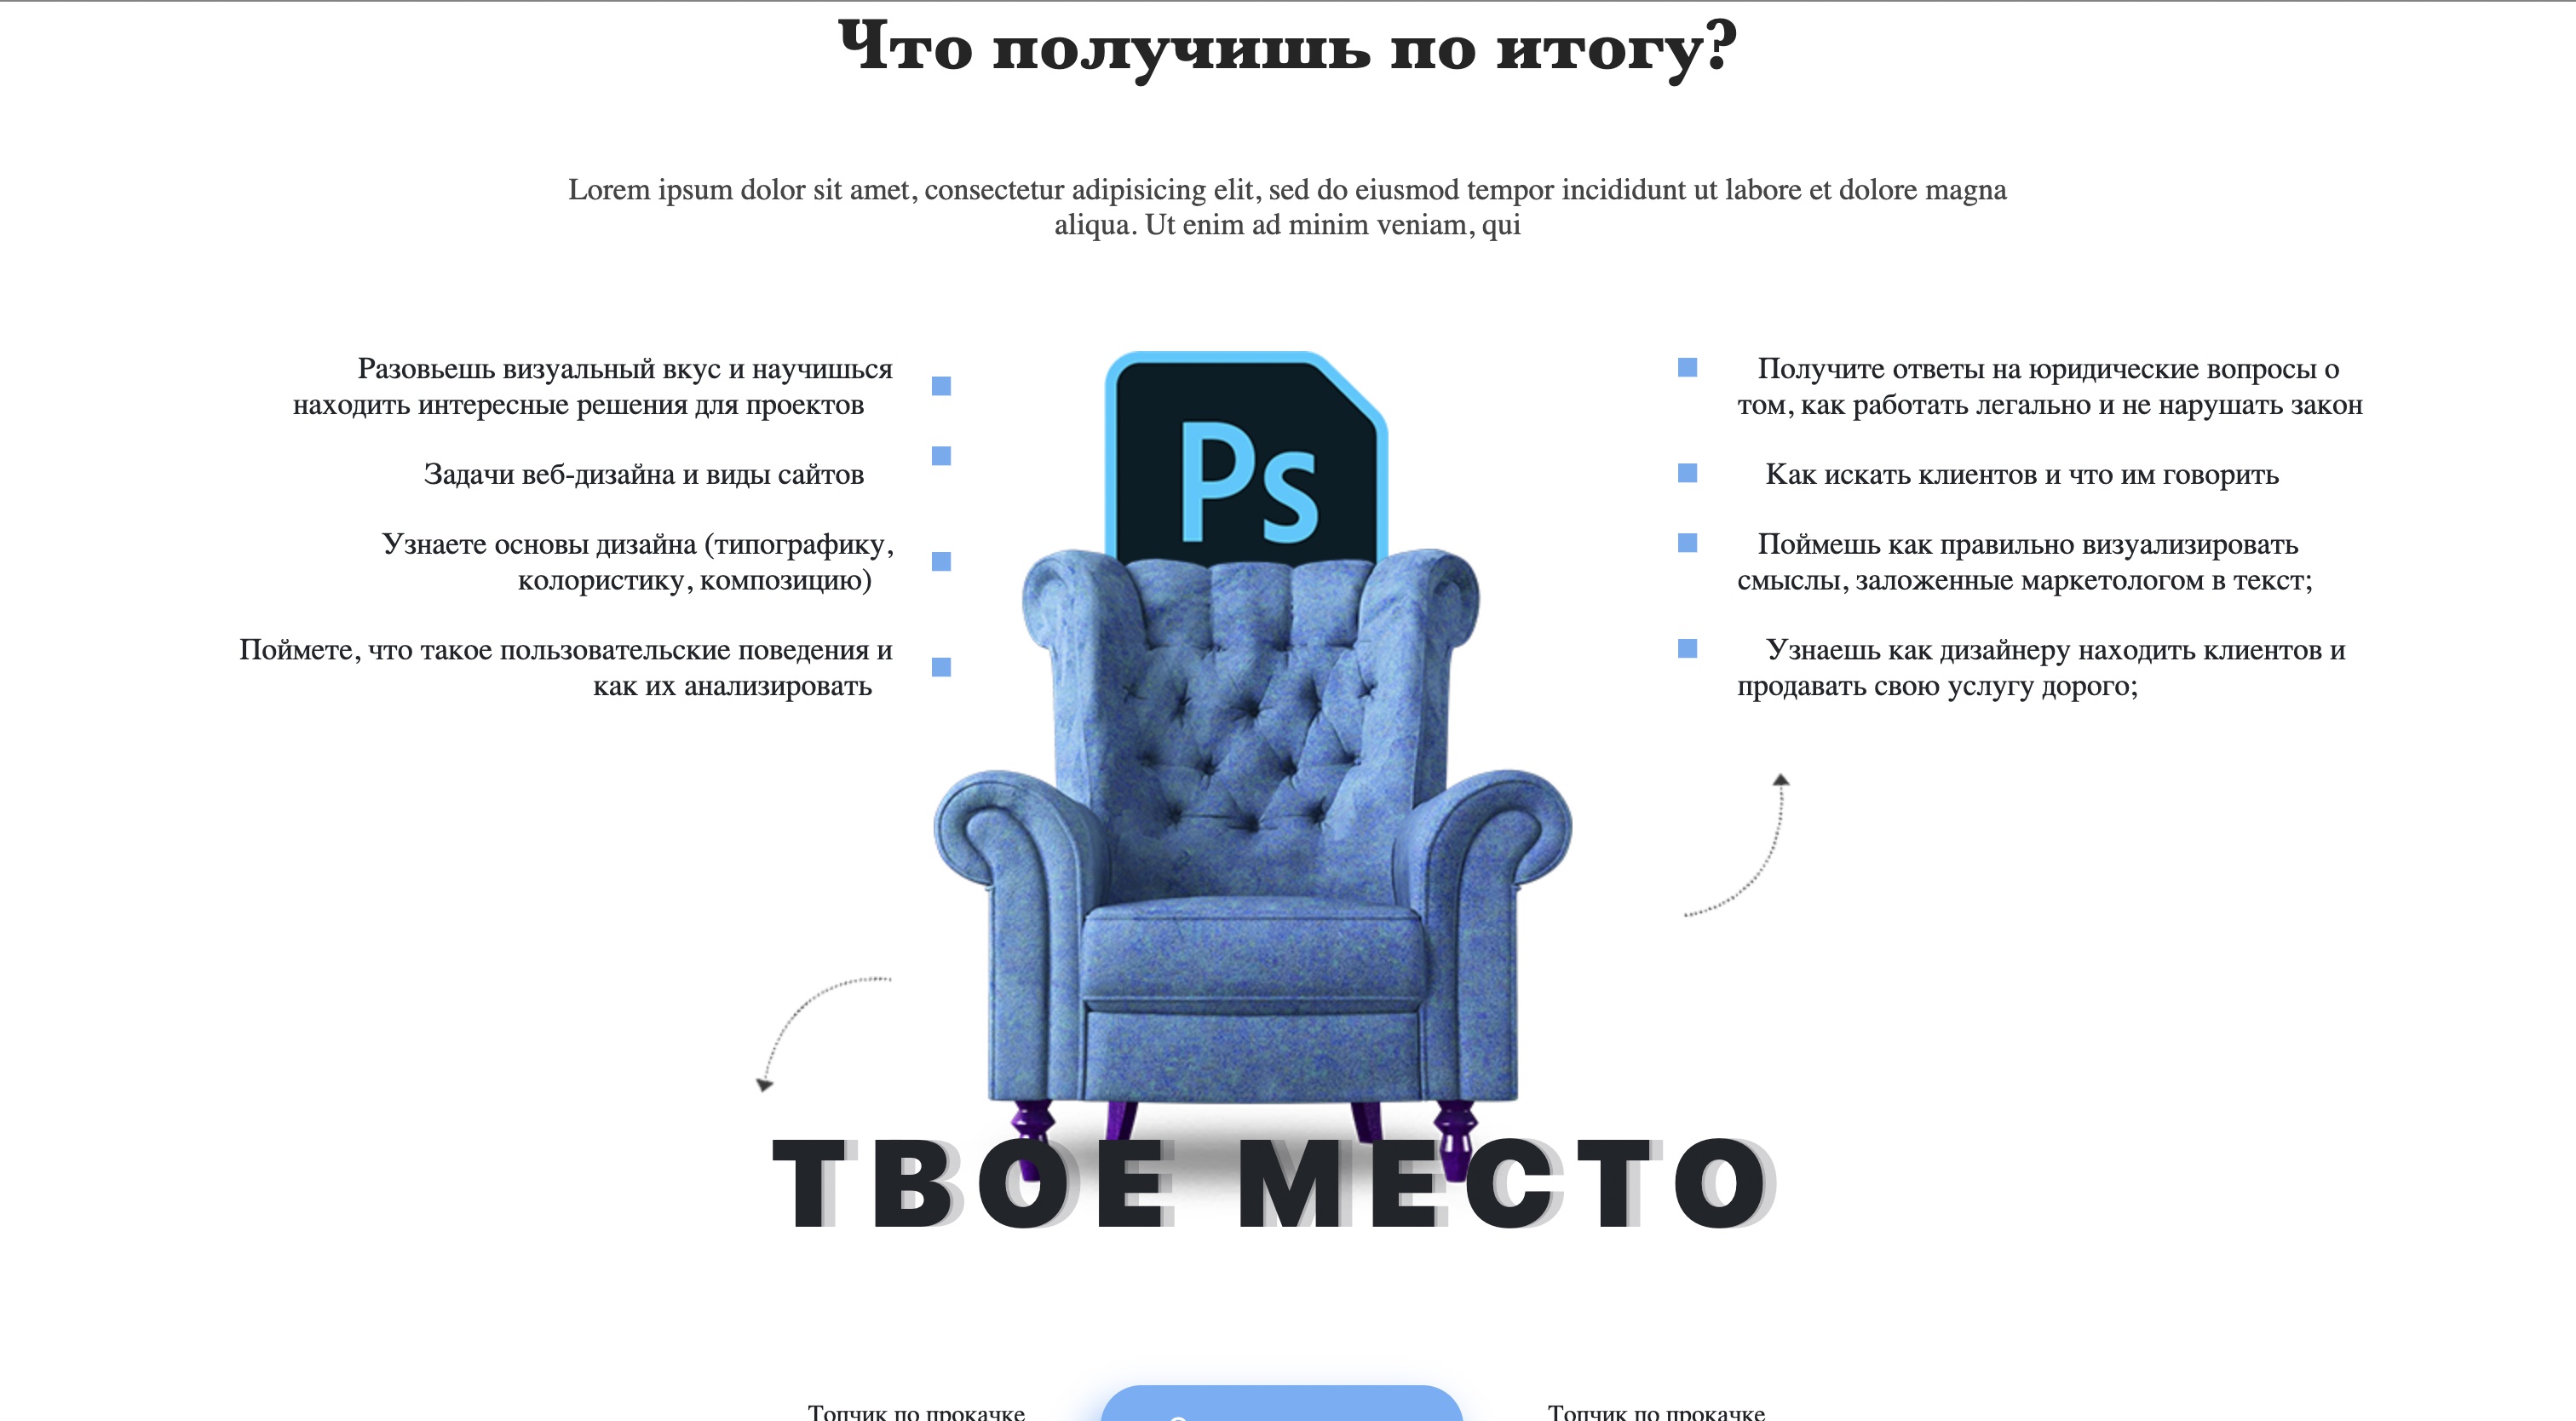 Что получишь по итогу?
Lorem ipsum dolor sit amet, consectetur adipisicing elit, sed do eiusmod tempor incididunt ut labore et dolore magna
aliqua. Ut enim ad minim veniam, qui
Разовьешь визуальный вкус и научишься
находить интересные решения для проектов
Задачи веб-дизайна и виды сайтов
Узнаете основы дизайна (типографику,
колористику, композицию)
Поймете, что такое пользовательские поведения и
как их анализировать
Ps
Получите ответы на юридические вопросы о
том, как работать легально и не нарушать закон
Как искать клиентов и что им говорить
Поймешь как правильно визуализировать
смыслы, заложенные маркетологом в текст;
Узнаешь как дизайнеру находить клиентов и
продавать свою услугу дорого;
ТВОЕ МЕСТО
Топчик по прокачке
Топчик по прокачке